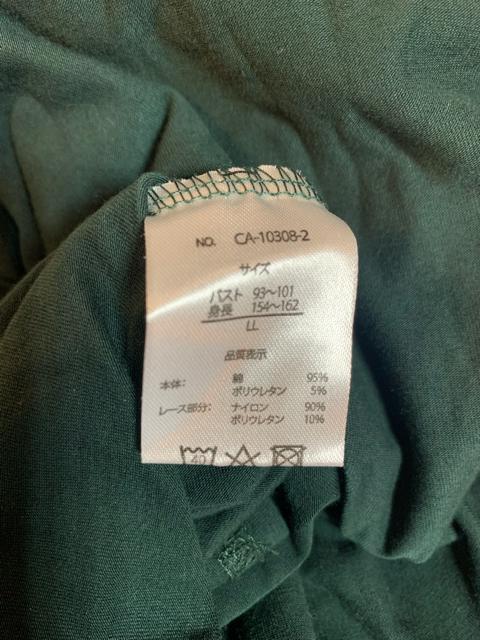 NO. CA-10308-2
サイズ
バスト 93〜101
身長 154〜162
LL
品質表示
本体： 綿 95%
ポリウレタン 5%
レース部分： ナイロン 90%
ポリウレタン 10%
40